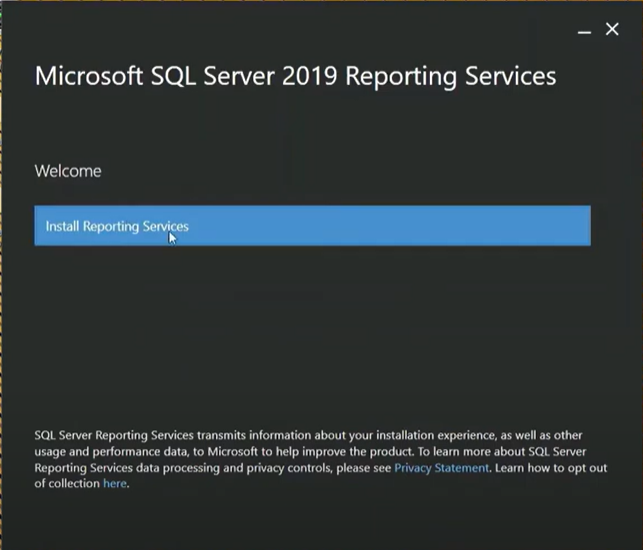 Microsoft SQL Server 2019 Reporting Services
Welcome
Install Reporting Services
SQL Server Reporting Services transmits information about your installation experience, as well as other
usage and performance data, to Microsoft to help improve the product. To learn more about SQL Server
Reporting Services data processing and privacy controls, please see Privacy Statement. Learn how to opt out
of collection here.